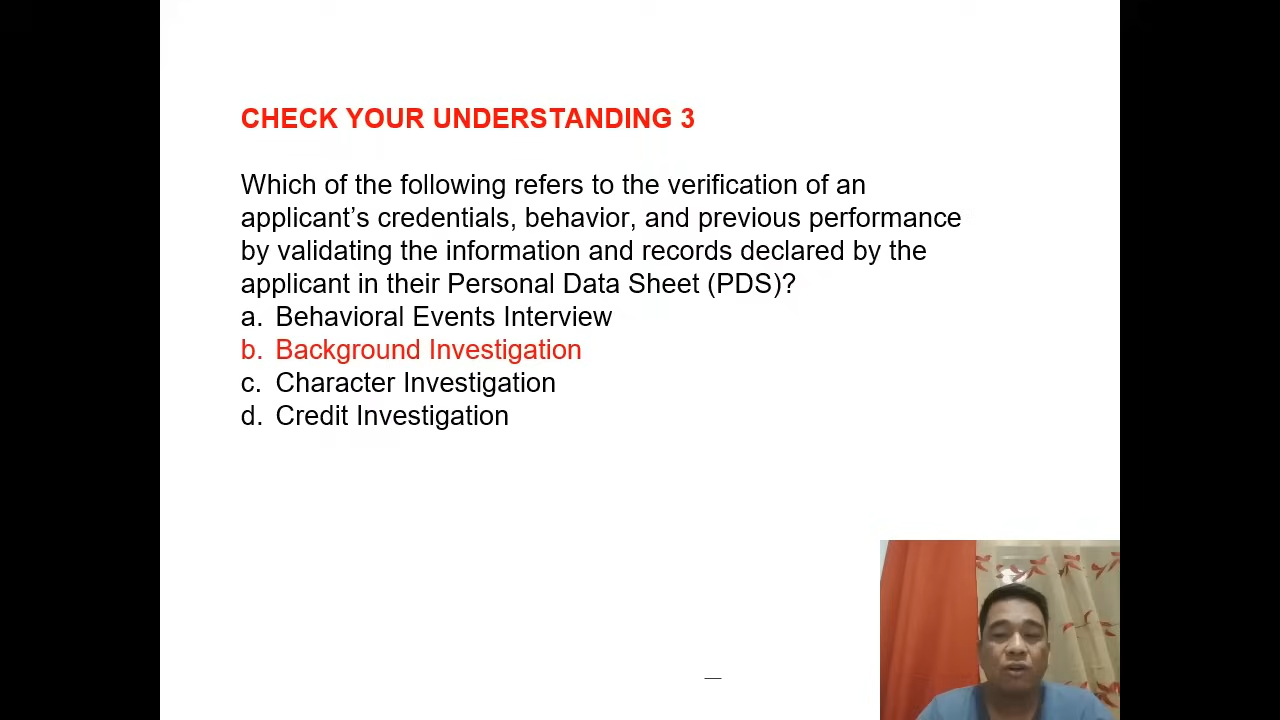 CHECK YOUR UNDERSTANDING 3
Which of the following refers to the verification of an
applicant’s credentials, behavior, and previous performance
by validating the information and records declared by the
applicant in their Personal Data Sheet (PDS)?
a. Behavioral Events Interview
b. Background Investigation
c. Character Investigation
d. Credit Investigation